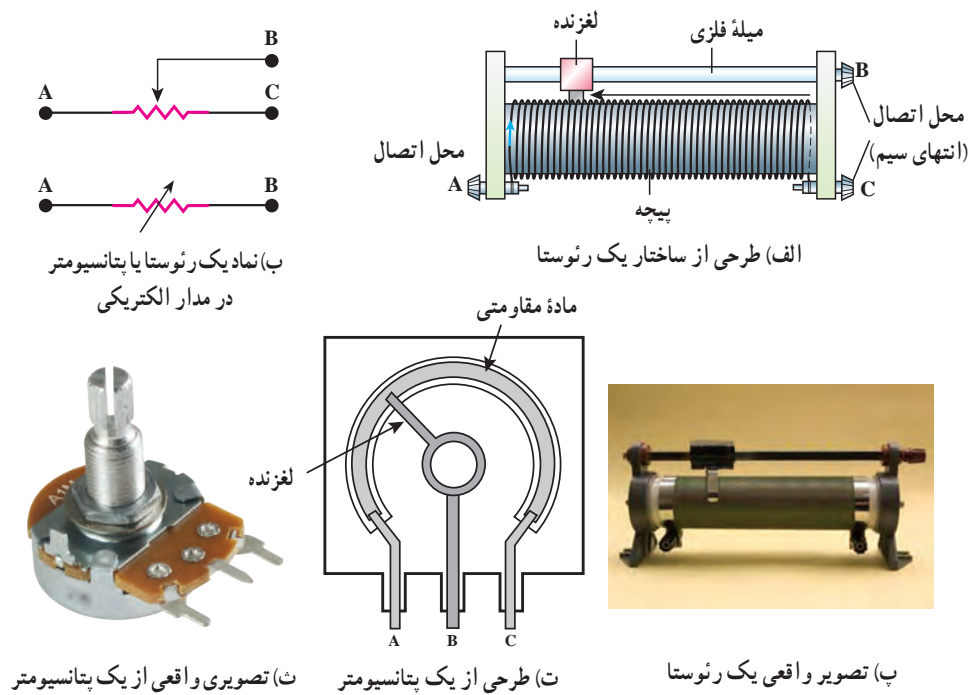 لغزنده
میلهٔ فلزی
B
محل اتصال
(انتهای سیم)
C
محل اتصال
A
پیچه
الف) طرحی از ساختار یک رئوستا
B
A
C
A
B
ب) نماد یک رئوستا یا پتانسیومتر
در مدار الکتریکی
مادهٔ مقاومتی
لغزنده
A
B
C
پ) تصویر واقعی یک رئوستا
ت) طرحی از یک پتانسیومتر
ث) تصویری واقعی از یک پتانسیومتر